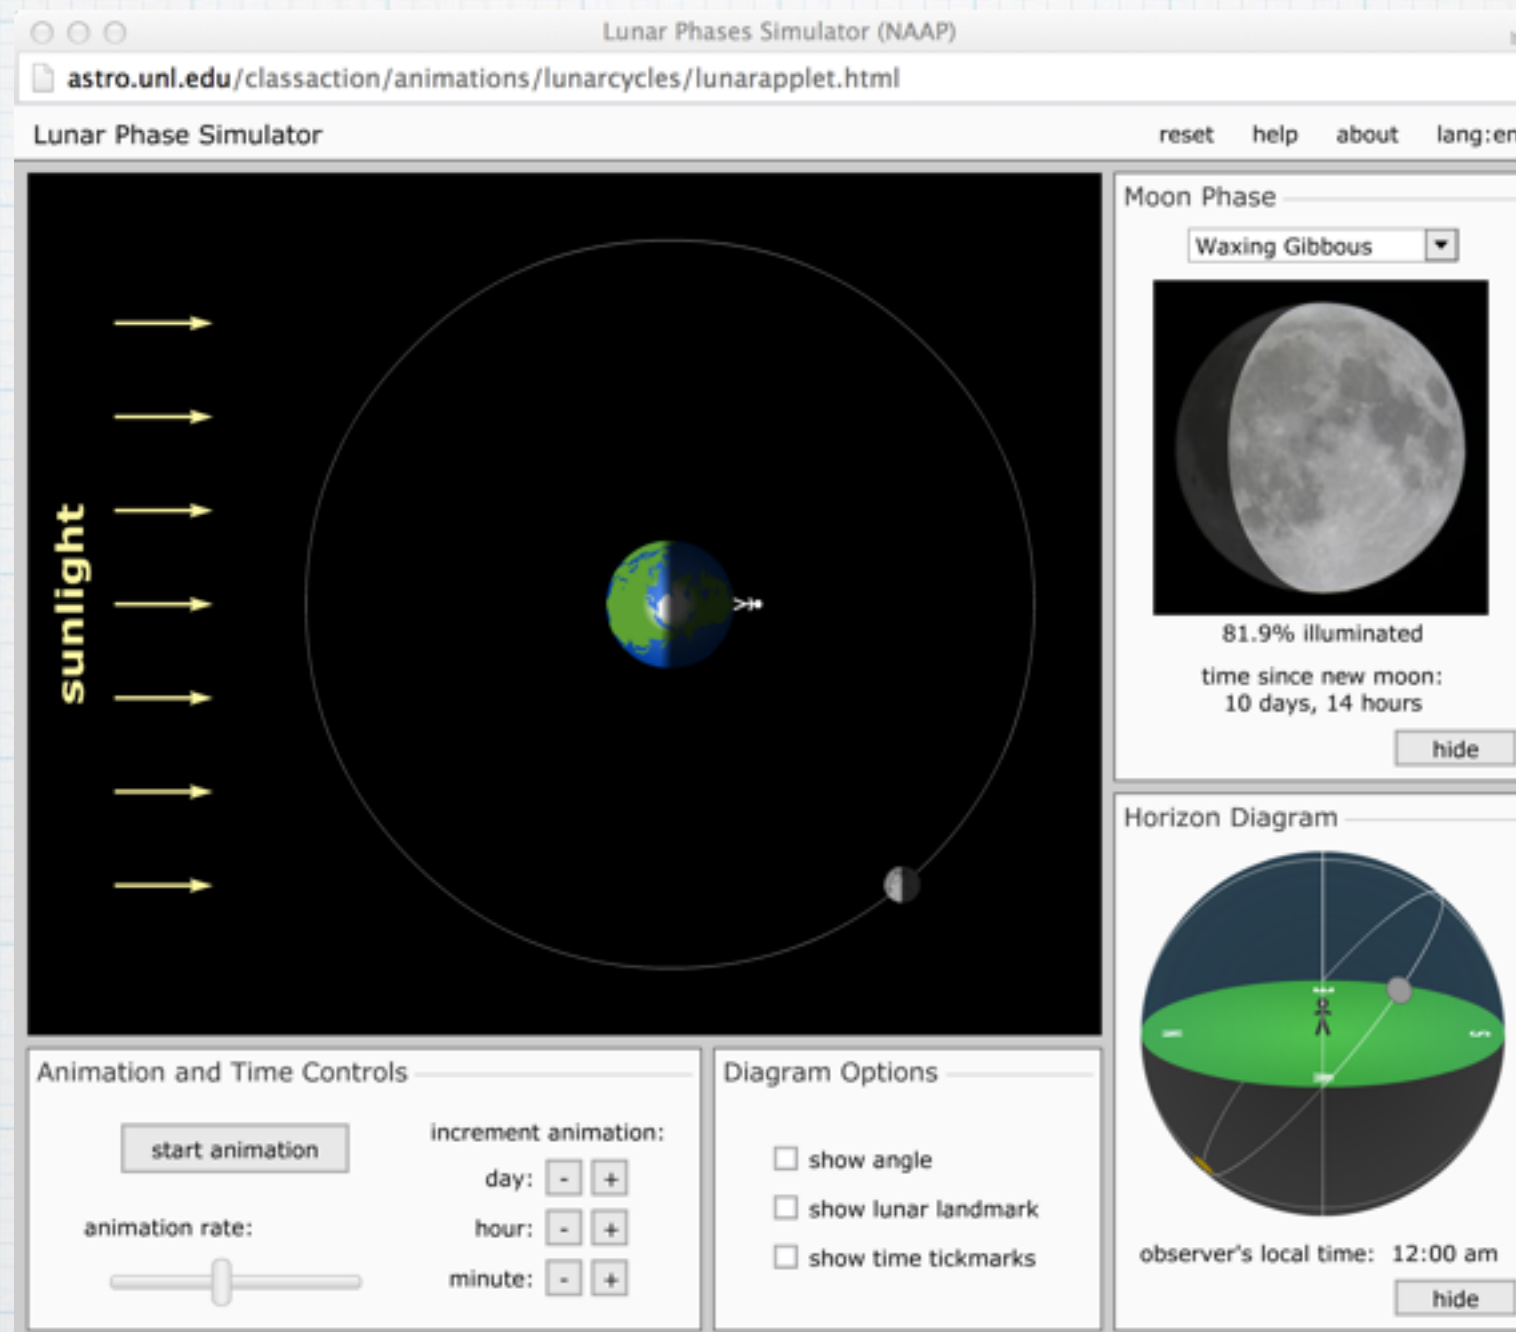 Lunar Phases Simulator (NAAP)
astro.unl.edu/classaction/animations/lunarcycles/lunarapplet.html
Lunar Phase Simulator
reset help about lang:en
sunlight
Moon Phase
Waxing Gibbous
81.9% illuminated
time since new moon:
10 days, 14 hours
hide
Horizon Diagram
observer's local time: 12:00 am
hide
Animation and Time Controls
start animation
animation rate:
increment animation:
day: - +
hour: - +
minute: - +
Diagram Options
show angle
show lunar landmark
show time tickmarks